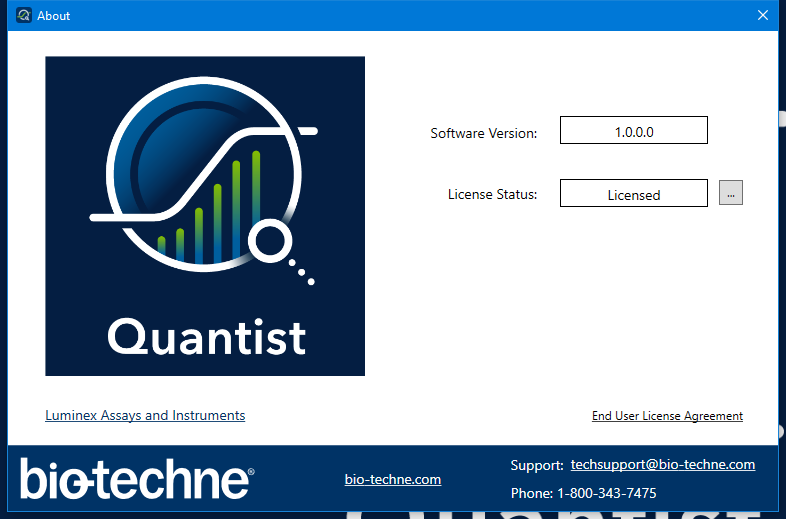 About
Software Version: 1.0.0.0
License Status: Licensed ...
Quantist
Luminex Assays and Instruments
End User License Agreement
bio-techne®
bio-techne.com
Support: techsupport@bio-techne.com
Phone: 1-800-343-7475